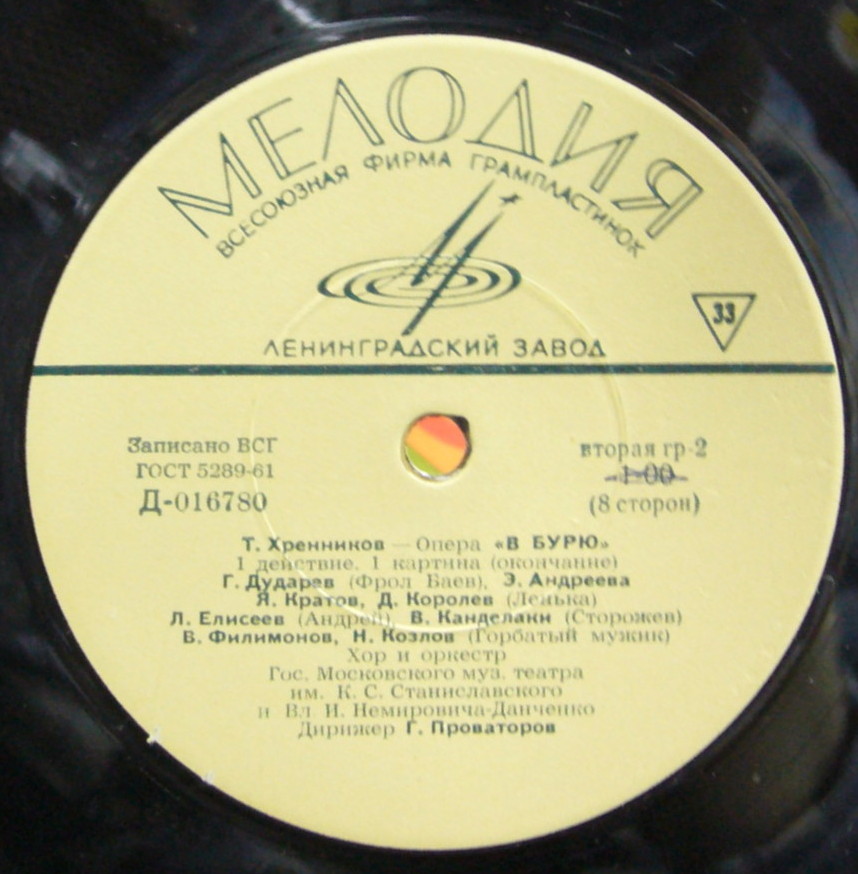 МЕЛОДИЯ
ВСЕСОЮЗНАЯ ФИРМА ГРАМПЛАСТИНОК
33
ЛЕНИНГРАДСКИЙ ЗАВОД
Записано ВСГ
ГОСТ 5289-61
Д-016780
вторая гр-2
1-00
(8 сторон)
Т. Хренников — Опера «В БУРЮ»
1 действие. 1 картина (окончание)
Г. Дударев (Фрол Баев), Э. Андреева
Я. Кратов, Д. Королев (Ленька)
Л. Елисеев (Андрей), В. Канделаки (Сторожев)
В. Филимонов, Н. Козлов (Горбатый мужик)
Хор и оркестр
Гос. Московского муз. театра
им. К. С. Станиславского
и Вл. И. Немировича-Данченко
Дирижер Г. Проваторов